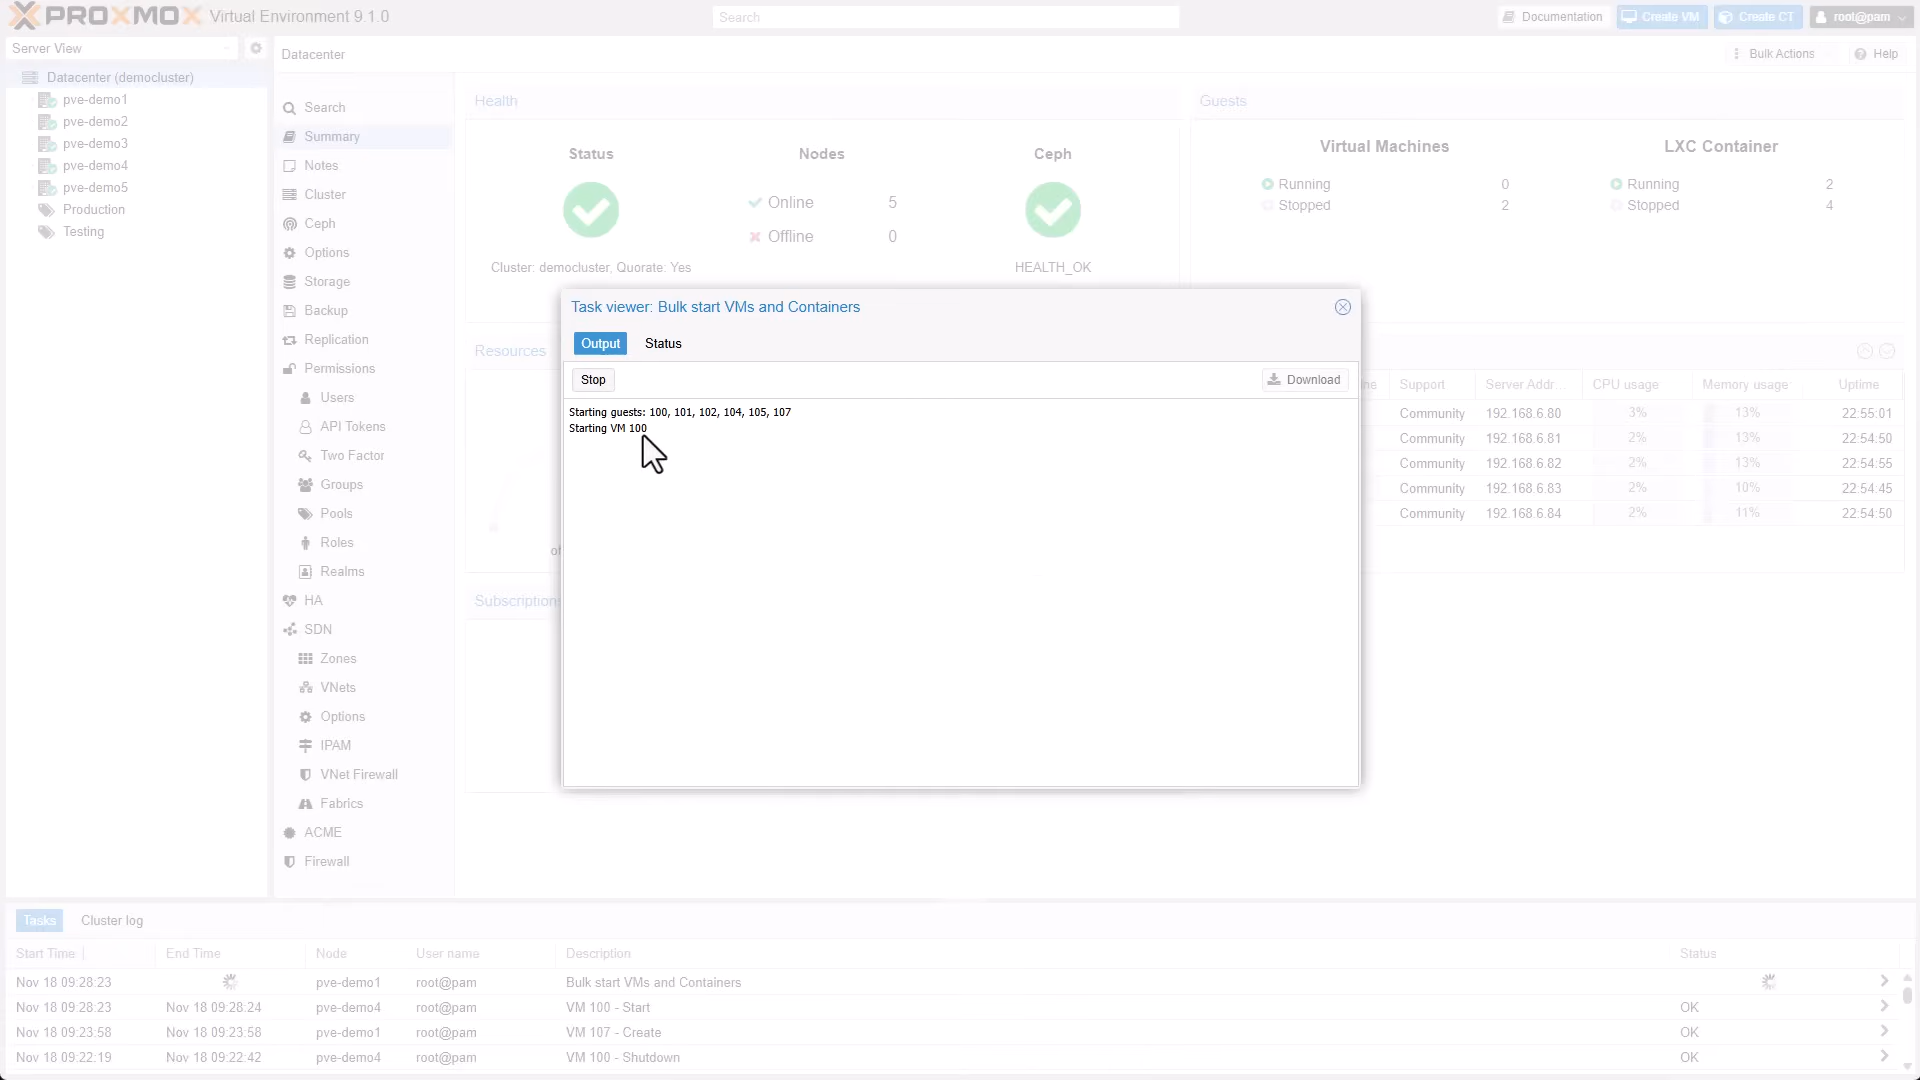 PROXMOX Virtual Environment 9.1.0
Search
Documentation
Create VM
Create CT
root@pam
Server View
Datacenter (democluster)
pve-demo1
pve-demo2
pve-demo3
pve-demo4
pve-demo5
Production
Testing
Datacenter
Bulk Actions
Help
Search
Summary
Notes
Cluster
Ceph
Options
Storage
Backup
Replication
Permissions
Users
API Tokens
Two Factor
Groups
Pools
Roles
Realms
HA
SDN
Zones
VNets
Options
IPAM
VNet Firewall
Fabrics
ACME
Firewall
Health
Status
Nodes
Ceph
Online 5
Offline 0
Cluster: democluster, Quorate: Yes
HEALTH_OK
Guests
Virtual Machines
Running 0
Stopped 2
LXC Container
Running 2
Stopped 4
Resources
of
Subscriptions
Support Server Addr... CPU usage Memory usage Uptime
Community 192.168.6.80 3% 13% 22:55:01
Community 192.168.6.81 2% 13% 22:54:50
Community 192.168.6.82 2% 13% 22:54:55
Community 192.168.6.83 2% 10% 22:54:45
Community 192.168.6.84 2% 11% 22:54:50
Task viewer: Bulk start VMs and Containers
Output
Status
Stop
Download
Starting guests: 100, 101, 102, 104, 105, 107
Starting VM 100
Tasks
Cluster log
Start Time End Time Node User name Description Status
Nov 18 09:28:23 pve-demo1 root@pam Bulk start VMs and Containers
Nov 18 09:28:23 Nov 18 09:28:24 pve-demo4 root@pam VM 100 - Start OK
Nov 18 09:23:58 Nov 18 09:23:58 pve-demo1 root@pam VM 107 - Create OK
Nov 18 09:22:19 Nov 18 09:22:42 pve-demo4 root@pam VM 100 - Shutdown OK